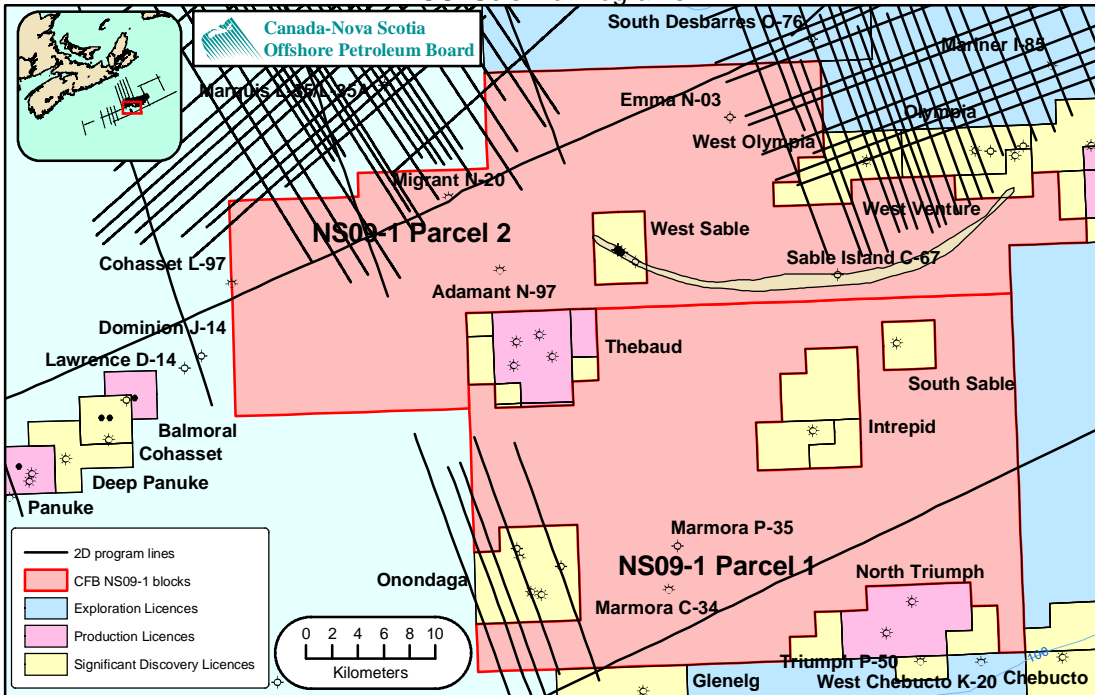 Canada-Nova Scotia
Offshore Petroleum Board
South Desbarres O-76
Mariner I-85
Emma N-03
Olympia
West Olympia
Migrant N-20
NS09-1 Parcel 2
West Sable
West Venture
Sable Island C-67
Cohasset L-97
Adamant N-97
Dominion J-14
Lawrence D-14
Thebaud
South Sable
Balmoral
Cohasset
Intrepid
Deep Panuke
Panuke
Marmora P-35
NS09-1 Parcel 1
Onondaga
North Triumph
Marmora C-34
Triumph P-50
West Chebucto K-20
Chebucto
Glenelg
100
2D program lines
CFB NS09-1 blocks
Exploration Licences
Production Licences
Significant Discovery Licences
0 2 4 6 8 10
Kilometers